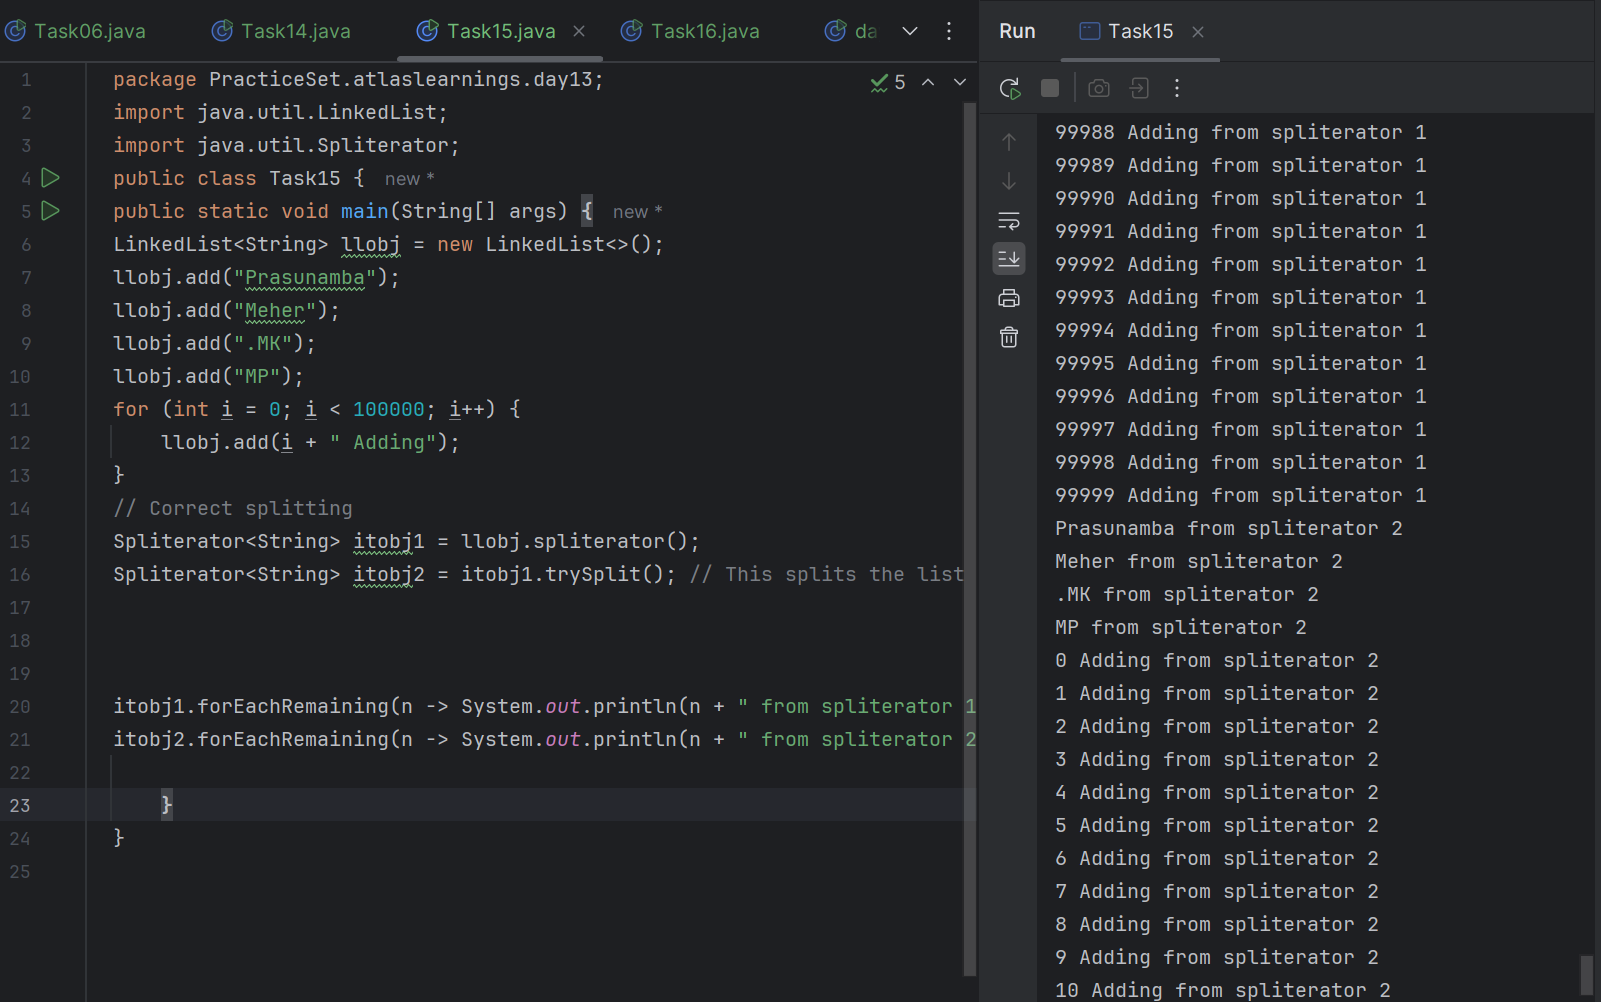 Task06.java Task14.java Task15.java Task16.java da
Run Task15
5
1 package PracticeSet.atlaslearnings.day13;
2 import java.util.LinkedList;
3 import java.util.Spliterator;
4 public class Task15 { new *
5 public static void main(String[] args) { new *
6 LinkedList<String> llobj = new LinkedList<>();
7 llobj.add("Prasunamba");
8 llobj.add("Meher");
9 llobj.add(".MK");
10 llobj.add("MP");
11 for (int i = 0; i < 100000; i++) {
12 llobj.add(i + " Adding");
13 }
14 // Correct splitting
15 Spliterator<String> itobj1 = llobj.spliterator();
16 Spliterator<String> itobj2 = itobj1.trySplit(); // This splits the list
17
18
19
20 itobj1.forEachRemaining(n -> System.out.println(n + " from spliterator 1
21 itobj2.forEachRemaining(n -> System.out.println(n + " from spliterator 2
22
23 }
24 }
25
99988 Adding from spliterator 1
99989 Adding from spliterator 1
99990 Adding from spliterator 1
99991 Adding from spliterator 1
99992 Adding from spliterator 1
99993 Adding from spliterator 1
99994 Adding from spliterator 1
99995 Adding from spliterator 1
99996 Adding from spliterator 1
99997 Adding from spliterator 1
99998 Adding from spliterator 1
99999 Adding from spliterator 1
Prasunamba from spliterator 2
Meher from spliterator 2
.MK from spliterator 2
MP from spliterator 2
0 Adding from spliterator 2
1 Adding from spliterator 2
2 Adding from spliterator 2
3 Adding from spliterator 2
4 Adding from spliterator 2
5 Adding from spliterator 2
6 Adding from spliterator 2
7 Adding from spliterator 2
8 Adding from spliterator 2
9 Adding from spliterator 2
10 Adding from spliterator 2